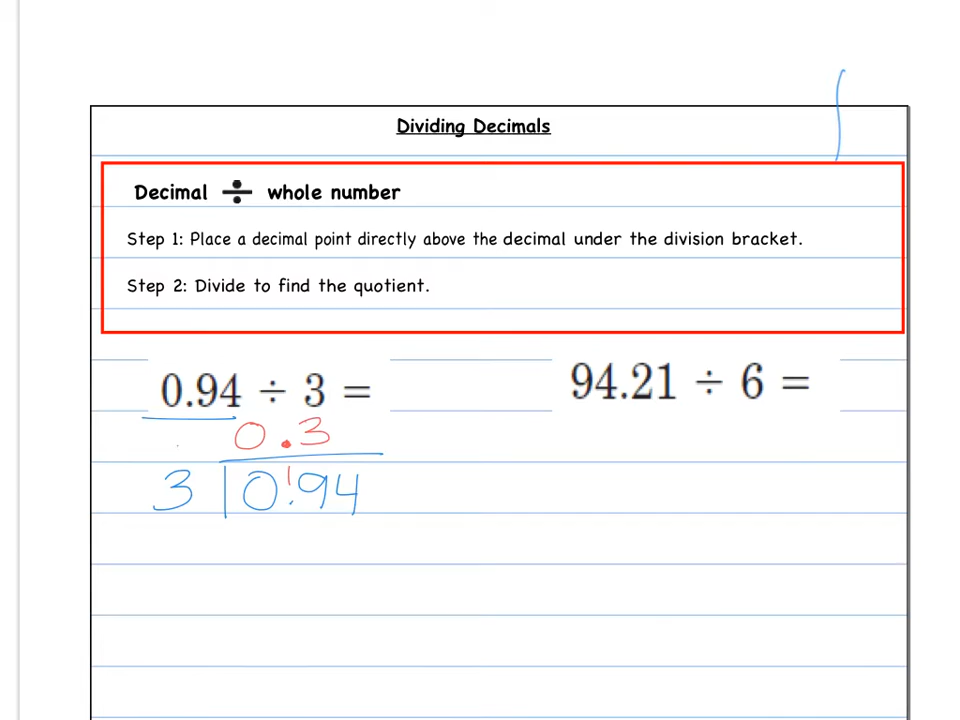 Dividing Decimals
Decimal ÷ whole number
Step 1: Place a decimal point directly above the decimal under the division bracket.
Step 2: Divide to find the quotient.
0.94 ÷ 3 =
94.21 ÷ 6 =
0.3
3 0.94